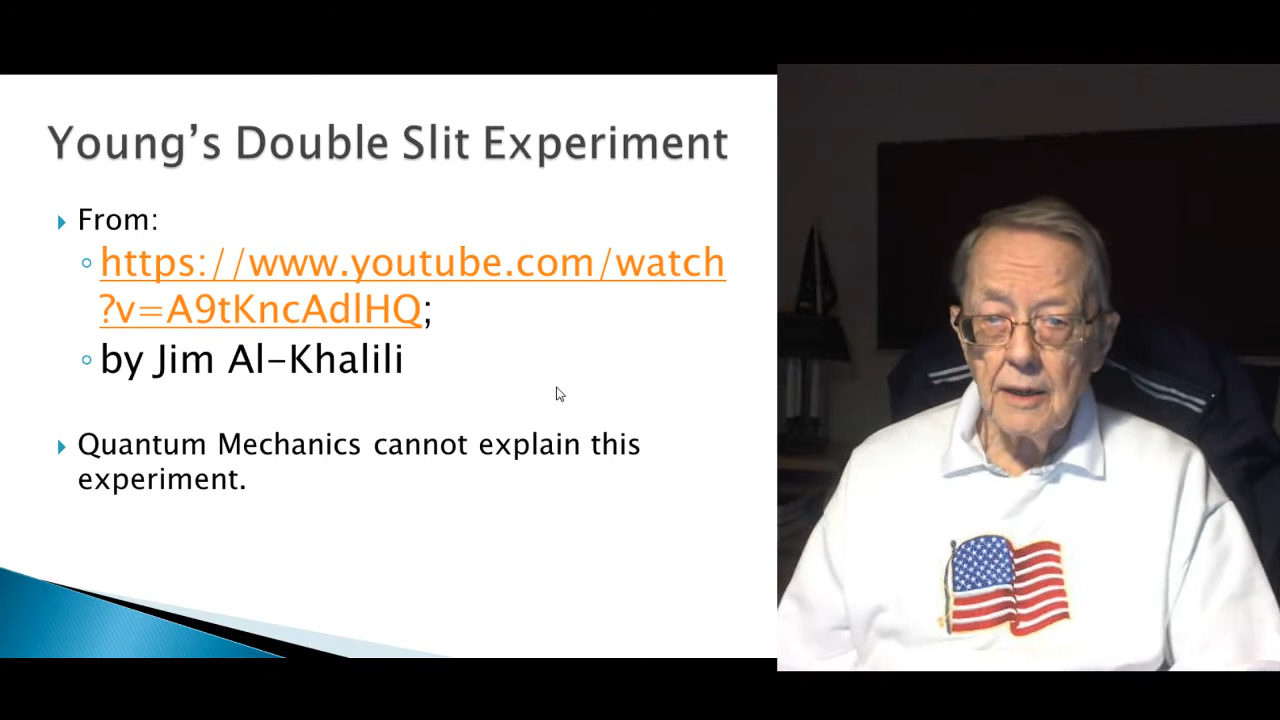 Young's Double Slit Experiment
From:
https://www.youtube.com/watch
?v=A9tKncAdlHQ;
by Jim Al-Khalili
Quantum Mechanics cannot explain this
experiment.